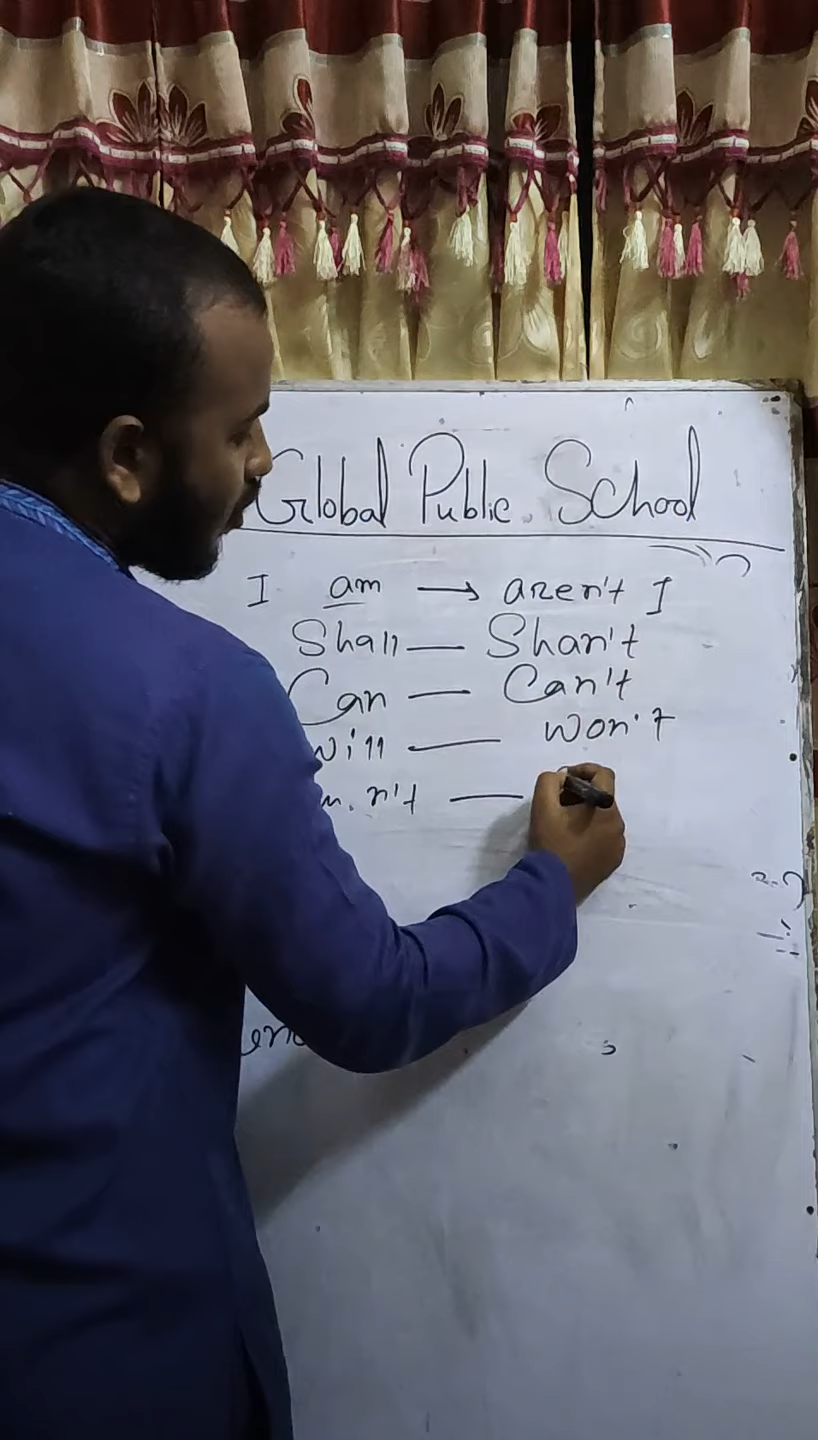 Global Public School
I am → aren't I
Shall — Shan't
Can — Can't
Will — Won't
n't —